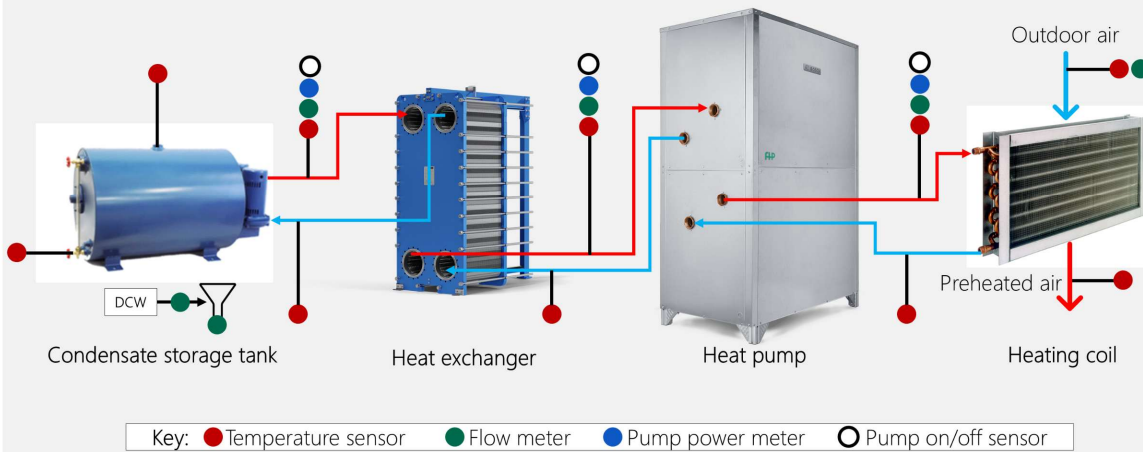 Outdoor air
DCW
Preheated air
Condensate storage tank
Heat exchanger
Heat pump
Heating coil
Key: Temperature sensor Flow meter Pump power meter Pump on/off sensor